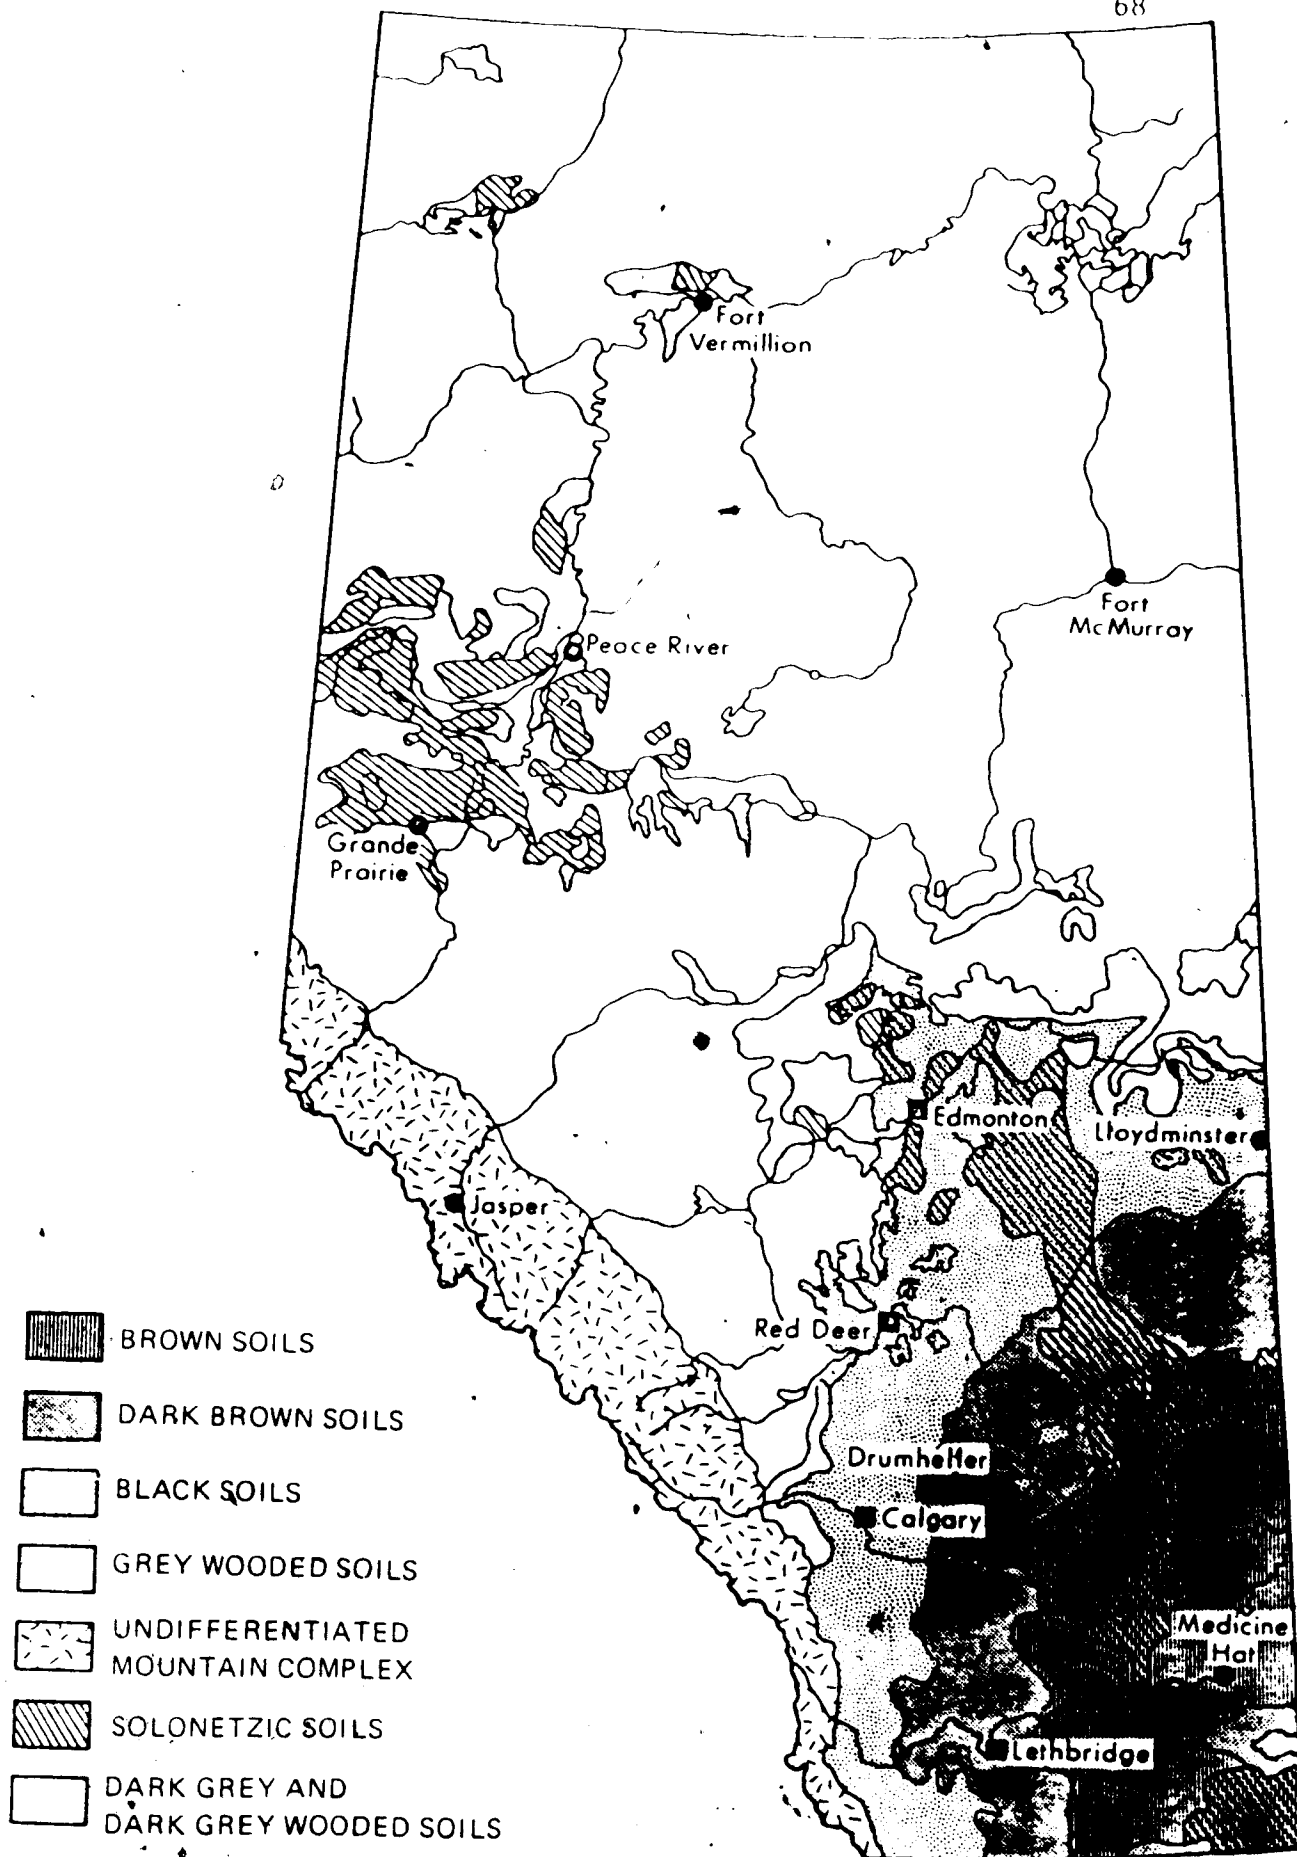 68
Fort
Vermillion
Fort
McMurray
Peace River
Grande
Prairie
Edmonton
Lloydminster
Jasper
Red Deer
BROWN SOILS
DARK BROWN SOILS
Drumheller
BLACK SOILS
Calgary
GREY WOODED SOILS
UNDIFFERENTIATED
MOUNTAIN COMPLEX
Medicine
Hat
SOLONETZIC SOILS
Lethbridge
DARK GREY AND
DARK GREY WOODED SOILS